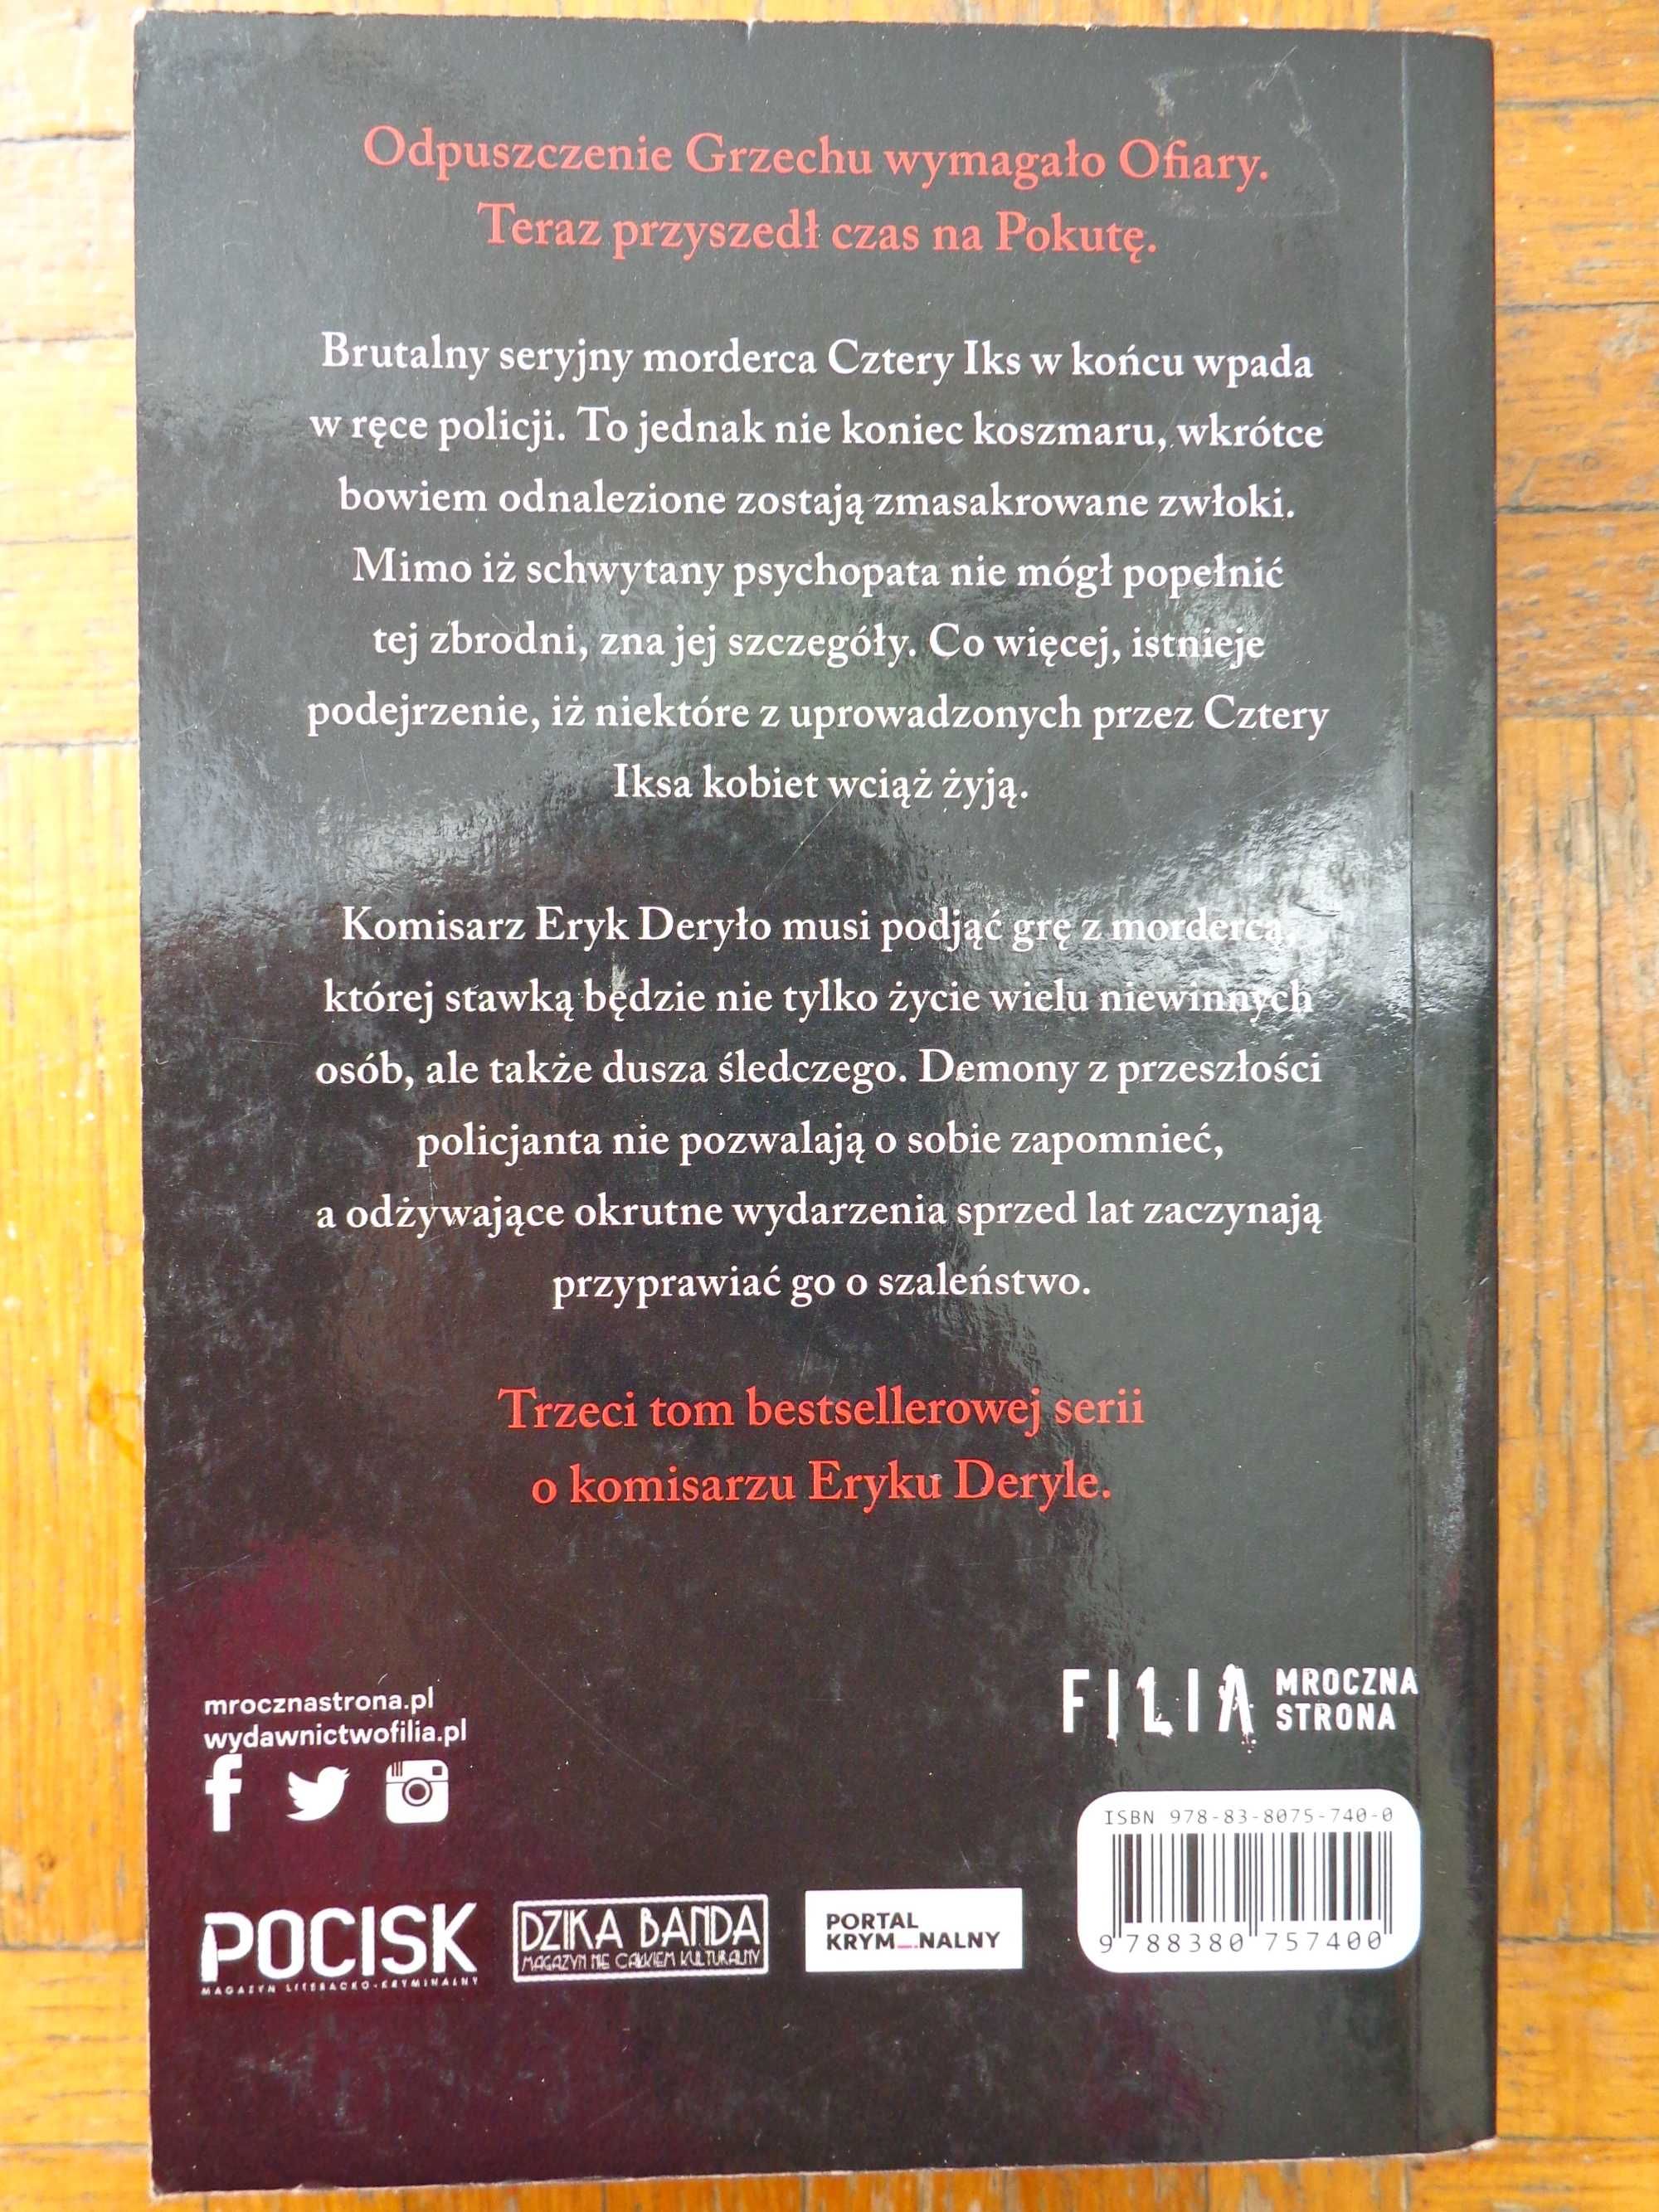 Odpuszczenie Grzechu wymagało Ofiary.
Teraz przyszedł czas na Pokutę.
Brutalny seryjny morderca Cztery Iks w końcu wpada
w ręce policji. To jednak nie koniec koszmaru, wkrótce
bowiem odnalezione zostają zmasakrowane zwłoki.
Mimo iż schwytany psychopata nie mógł popełnić
tej zbrodni, zna jej szczegóły. Co więcej, istnieje
podejrzenie, iż niektóre z uprowadzonych przez Cztery
Iksa kobiet wciąż żyją.
Komisarz Eryk Deryło musi podjąć grę z mordercą,
której stawką będzie nie tylko życie wielu niewinnych
osób, ale także dusza śledczego. Demony z przeszłości
policjanta nie pozwalają o sobie zapomnieć,
a odżywające okrutne wydarzenia sprzed lat zaczynają
przyprawiać go o szaleństwo.
Trzeci tom bestsellerowej serii
o komisarzu Eryku Deryle.
mrocznastrona.pl
wydawnictwofilia.pl
FILIA MROCZNA
STRONA
ISBN 978-83-8075-740-0
9 788380 757400
POCISK
MAGAZYN LITERACKO-KRYMINALNY
DZIKA BANDA
MAGAZYN NIE CAŁKIEM KULTURALNY
PORTAL
KRYM_NALNY